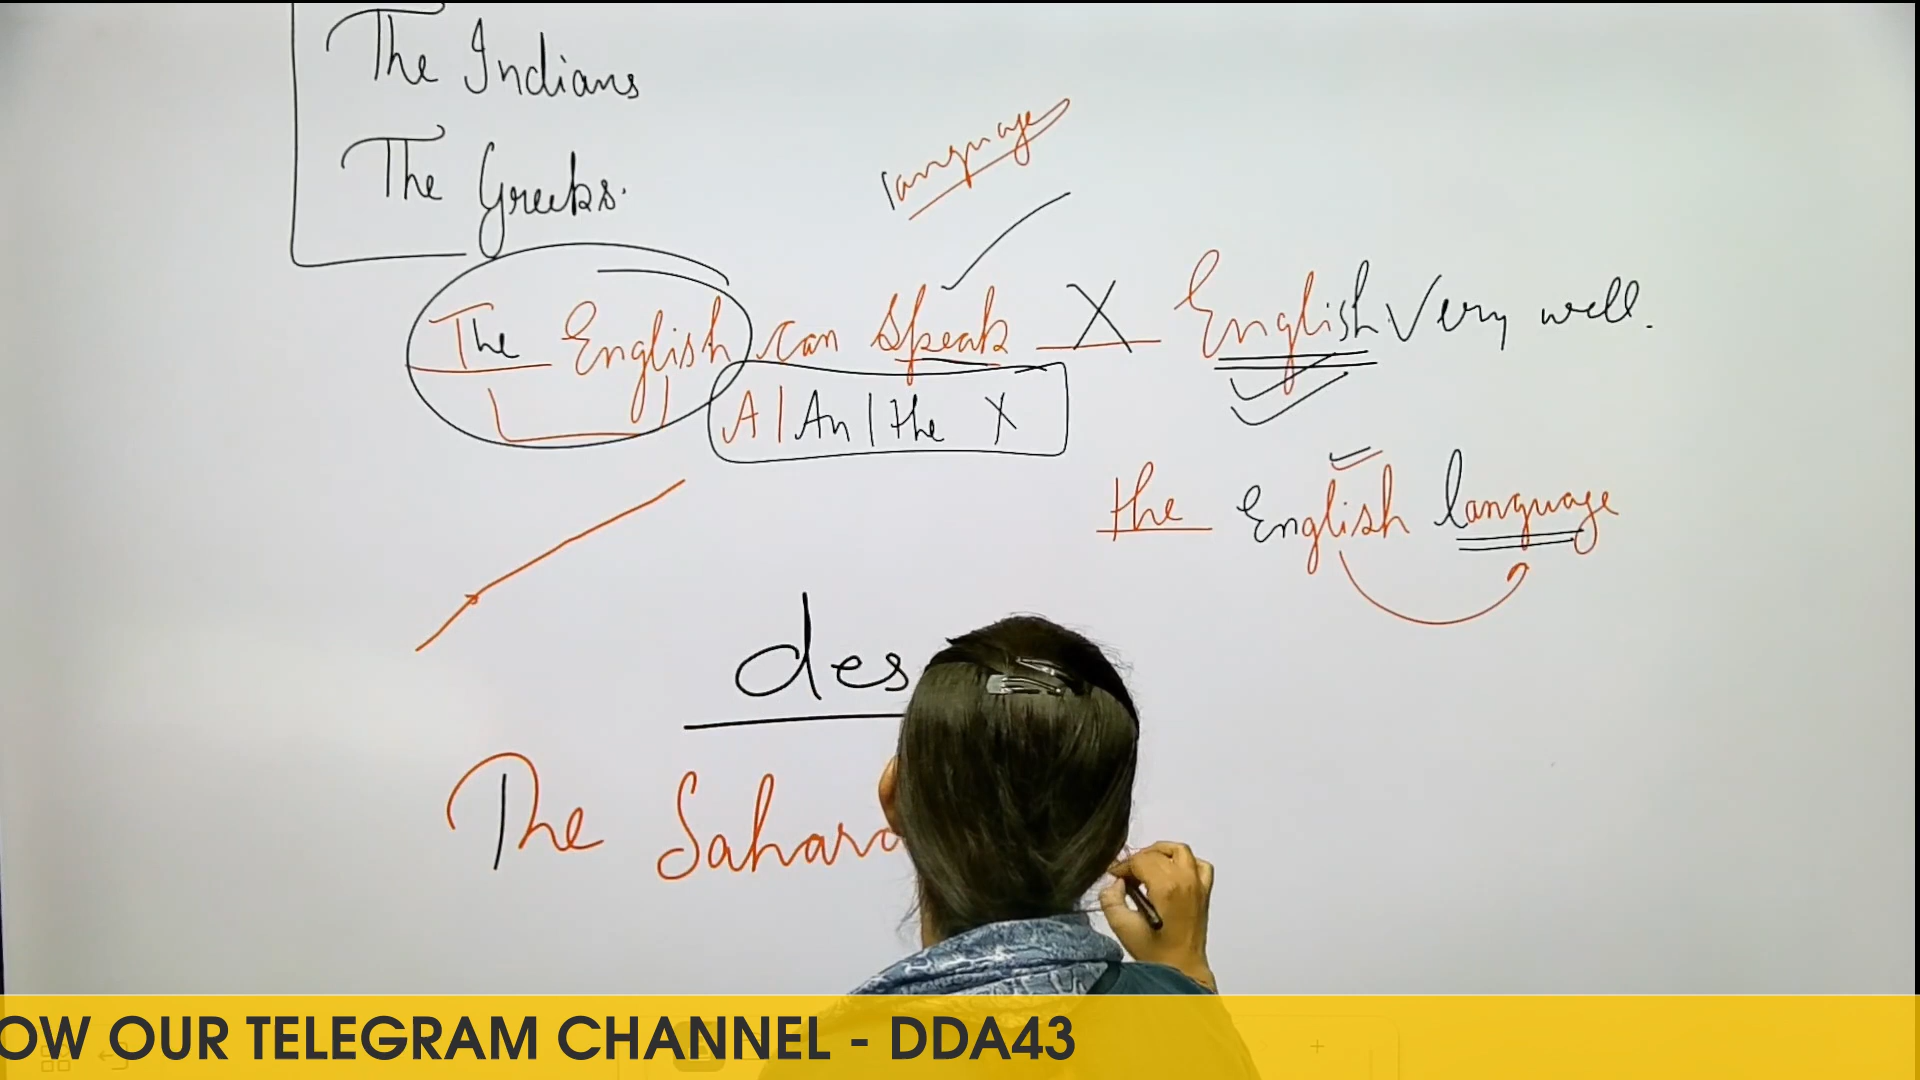 The Indians
The Greeks.
language
The English can speak X English Very well.
A | An | the X
the English language
des
The Sahara
OW OUR TELEGRAM CHANNEL - DDA43